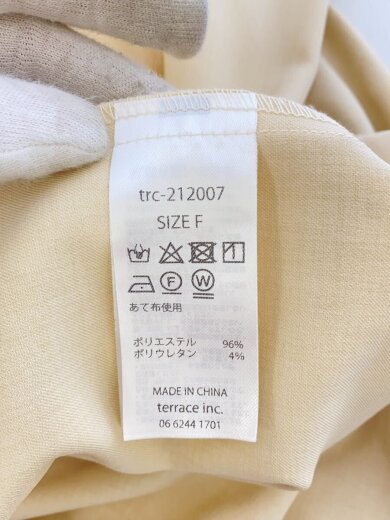 trc-212007
SIZE F
F W
あて布使用
ポリエステル 96%
ポリウレタン 4%
MADE IN CHINA
terrace inc.
06 6244 1701